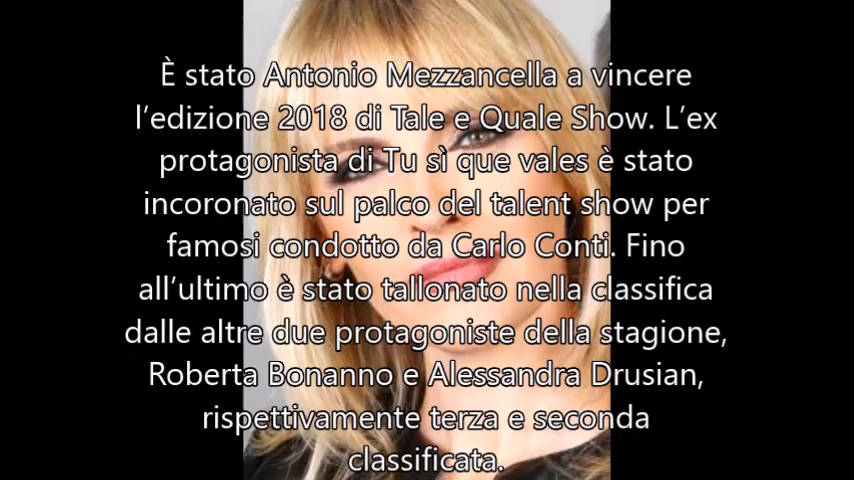 È stato Antonio Mezzancella a vincere
l’edizione 2018 di Tale e Quale Show. L’ex
protagonista di Tu sì que vales è stato
incoronato sul palco del talent show per
famosi condotto da Carlo Conti. Fino
all’ultimo è stato tallonato nella classifica
dalle altre due protagoniste della stagione,
Roberta Bonanno e Alessandra Drusian,
rispettivamente terza e seconda
classificata.